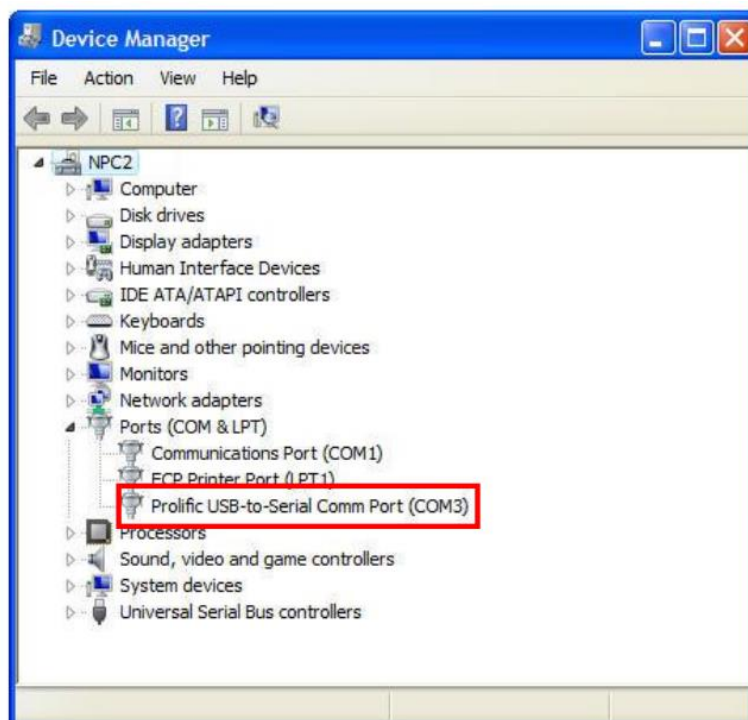 Device Manager
File Action View Help
NPC2
Computer
Disk drives
Display adapters
Human Interface Devices
IDE ATA/ATAPI controllers
Keyboards
Mice and other pointing devices
Monitors
Network adapters
Ports (COM & LPT)
Communications Port (COM1)
ECP Printer Port (LPT1)
Prolific USB-to-Serial Comm Port (COM3)
Processors
Sound, video and game controllers
System devices
Universal Serial Bus controllers